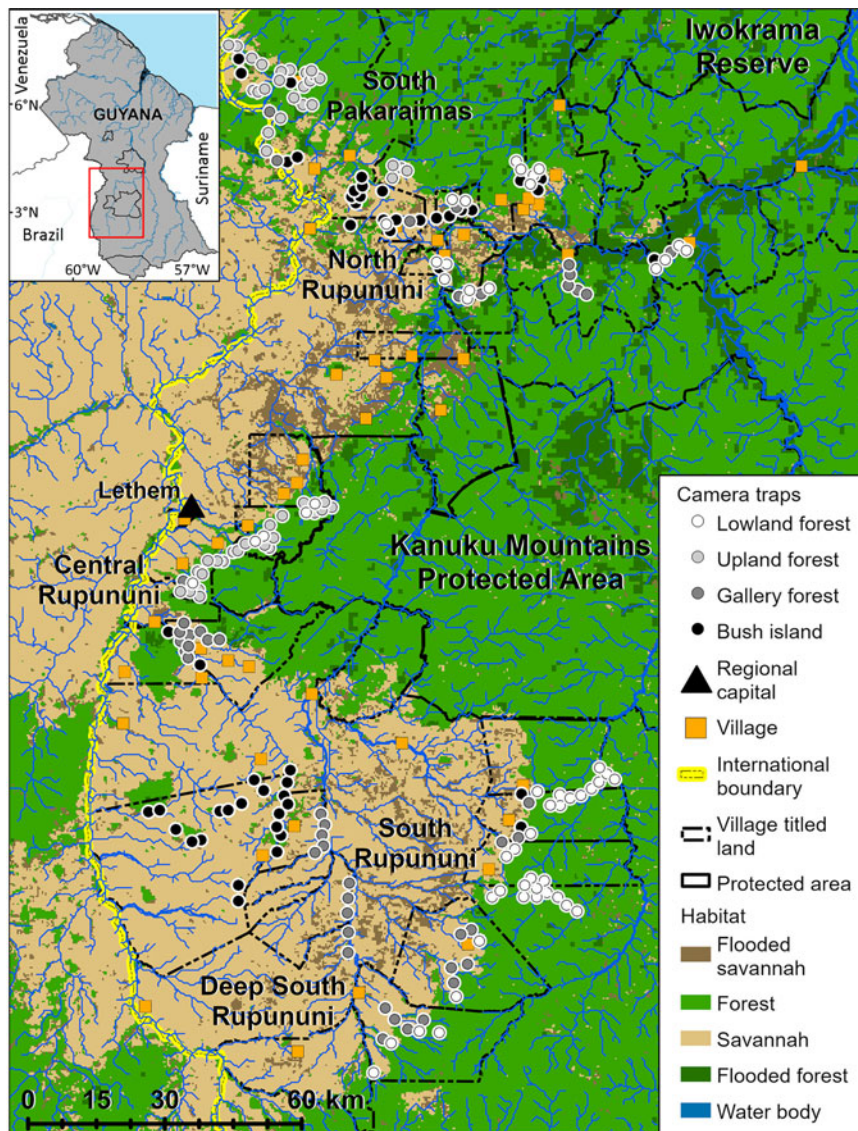 Venezuela
6°N
GUYANA
Suriname
3°N
Brazil
60°W
57°W
Iwokrama
Reserve
South
Pakaraimas
North
Rupununi
Lethem
Central
Rupununi
Kanuku Mountains
Protected Area
South
Rupununi
Deep South
Rupununi
0 15 30 60 km
Camera traps
Lowland forest
Upland forest
Gallery forest
Bush island
Regional
capital
Village
International
boundary
Village titled
land
Protected area
Habitat
Flooded
savannah
Forest
Savannah
Flooded forest
Water body